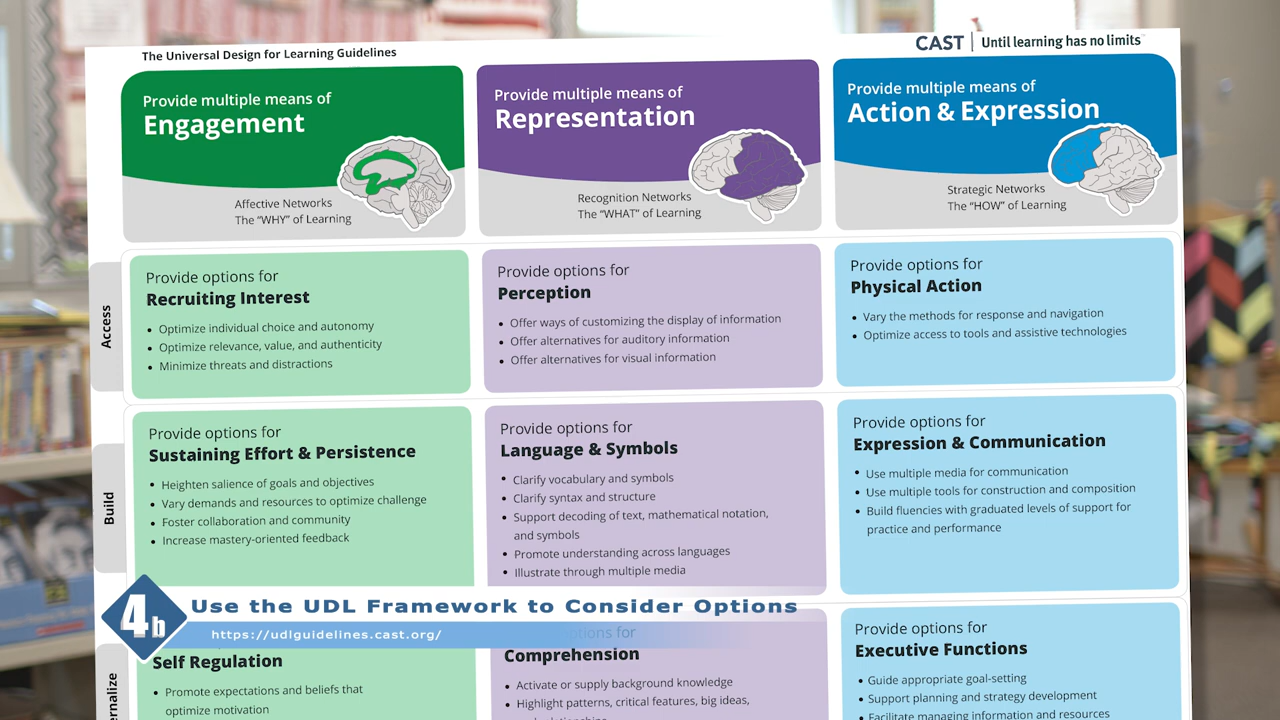 The Universal Design for Learning Guidelines
CAST | Until learning has no limits
Provide multiple means of
Engagement
Affective Networks
The “WHY” of Learning
Provide multiple means of
Representation
Recognition Networks
The “WHAT” of Learning
Provide multiple means of
Action & Expression
Strategic Networks
The “HOW” of Learning
Access
Provide options for
Recruiting Interest
• Optimize individual choice and autonomy
• Optimize relevance, value, and authenticity
• Minimize threats and distractions
Provide options for
Perception
• Offer ways of customizing the display of information
• Offer alternatives for auditory information
• Offer alternatives for visual information
Provide options for
Physical Action
• Vary the methods for response and navigation
• Optimize access to tools and assistive technologies
Build
Provide options for
Sustaining Effort & Persistence
• Heighten salience of goals and objectives
• Vary demands and resources to optimize challenge
• Foster collaboration and community
• Increase mastery-oriented feedback
Provide options for
Language & Symbols
• Clarify vocabulary and symbols
• Clarify syntax and structure
• Support decoding of text, mathematical notation,
and symbols
• Promote understanding across languages
• Illustrate through multiple media
Provide options for
Expression & Communication
• Use multiple media for communication
• Use multiple tools for construction and composition
• Build fluencies with graduated levels of support for
practice and performance
4b
Use the UDL Framework to Consider Options
https://udlguidelines.cast.org/
Self Regulation
• Promote expectations and beliefs that
optimize motivation
options for
Comprehension
• Activate or supply background knowledge
• Highlight patterns, critical features, big ideas,
Provide options for
Executive Functions
• Guide appropriate goal-setting
• Support planning and strategy development
• Facilitate managing information and resources